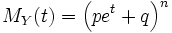 M_Y(t) = (pe^t + q)^n